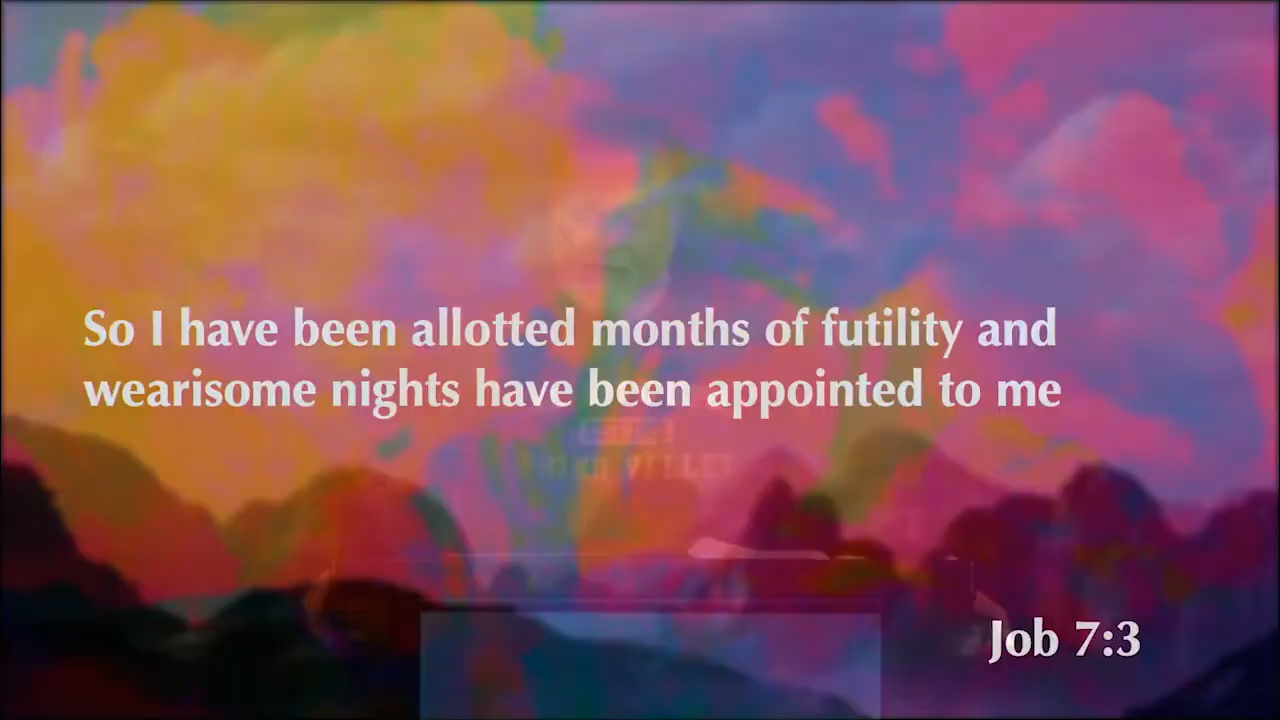 So I have been allotted months of futility and
wearisome nights have been appointed to me
Job 7:3